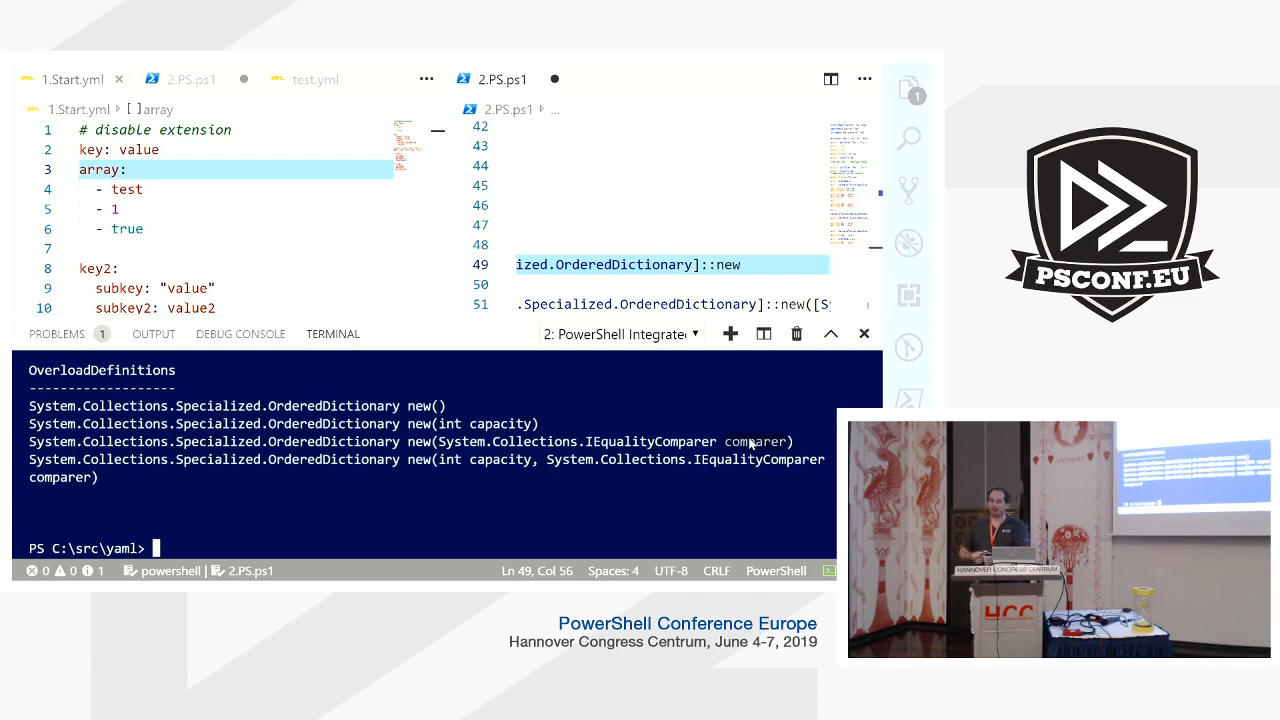 1.Start.yml
2.PS.ps1
test.yml
2.PS.ps1
1.Start.yml
[ ]array
2.PS.ps1
...
1
# disable extension
2
key: v
3
array:
4
- test
5
- 1
6
- true
7
8
key2:
9
subkey: "value"
10
subkey2: value2
42
43
44
45
46
47
48
49
ized.OrderedDictionary]::new
50
51
.Specialized.OrderedDictionary]::new([S
1
PROBLEMS 1 OUTPUT DEBUG CONSOLE TERMINAL
2: PowerShell Integrate
OverloadDefinitions
-------------------
System.Collections.Specialized.OrderedDictionary new()
System.Collections.Specialized.OrderedDictionary new(int capacity)
System.Collections.Specialized.OrderedDictionary new(System.Collections.IEqualityComparer comparer)
System.Collections.Specialized.OrderedDictionary new(int capacity, System.Collections.IEqualityComparer
comparer)
PS C:\src\yaml>
0 0 1 powershell | 2.PS.ps1 Ln 49, Col 56 Spaces: 4 UTF-8 CRLF PowerShell
PSCONF.EU
HANNOVER CONGRESS CENTRUM
HCC
PowerShell Conference Europe
Hannover Congress Centrum, June 4-7, 2019